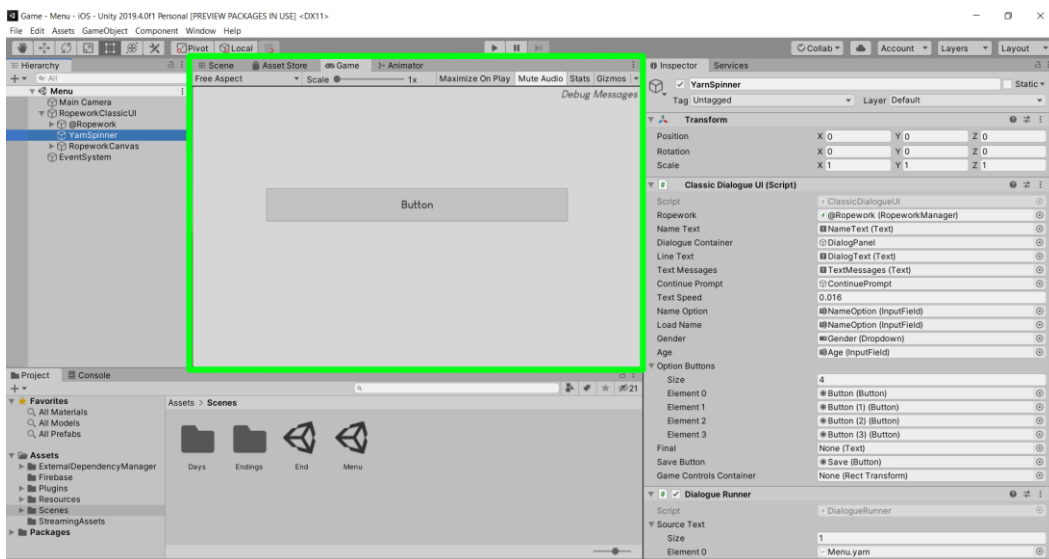 Game - Menu - iOS - Unity 2019.4.0f1 Personal [PREVIEW PACKAGES IN USE] <DX11>
File Edit Assets GameObject Component Window Help
Pivot Local Collab Account Layers Layout
Hierarchy
All
Menu
Main Camera
RopeworkClassicUI
@Ropework
YarnSpinner
RopeworkCanvas
EventSystem
Scene Asset Store Game Animator
Free Aspect Scale 1x Maximize On Play Mute Audio Stats Gizmos
Debug Messages
Button
Project Console
21
Favorites
All Materials
All Models
All Prefabs
Assets
ExternalDependencyManager
Firebase
Plugins
Resources
Scenes
StreamingAssets
Packages
Assets > Scenes
Days Endings End Menu
Inspector Services
YarnSpinner Static
Tag Untagged Layer Default
Transform
Position X 0 Y 0 Z 0
Rotation X 0 Y 0 Z 0
Scale X 1 Y 1 Z 1
# Classic Dialogue UI (Script)
Script ClassicDialogueUI
Ropework @Ropework (RopeworkManager)
Name Text NameText (Text)
Dialogue Container DialogPanel
Line Text DialogText (Text)
Text Messages TextMessages (Text)
Continue Prompt ContinuePrompt
Text Speed 0.016
Name Option NameOption (InputField)
Load Name NameOption (InputField)
Gender Gender (Dropdown)
Age Age (InputField)
Option Buttons
Size 4
Element 0 Button (Button)
Element 1 Button (1) (Button)
Element 2 Button (2) (Button)
Element 3 Button (3) (Button)
Final None (Text)
Save Button Save (Button)
Game Controls Container None (Rect Transform)
# Dialogue Runner
Script DialogueRunner
Source Text
Size 1
Element 0 Menu.yarn